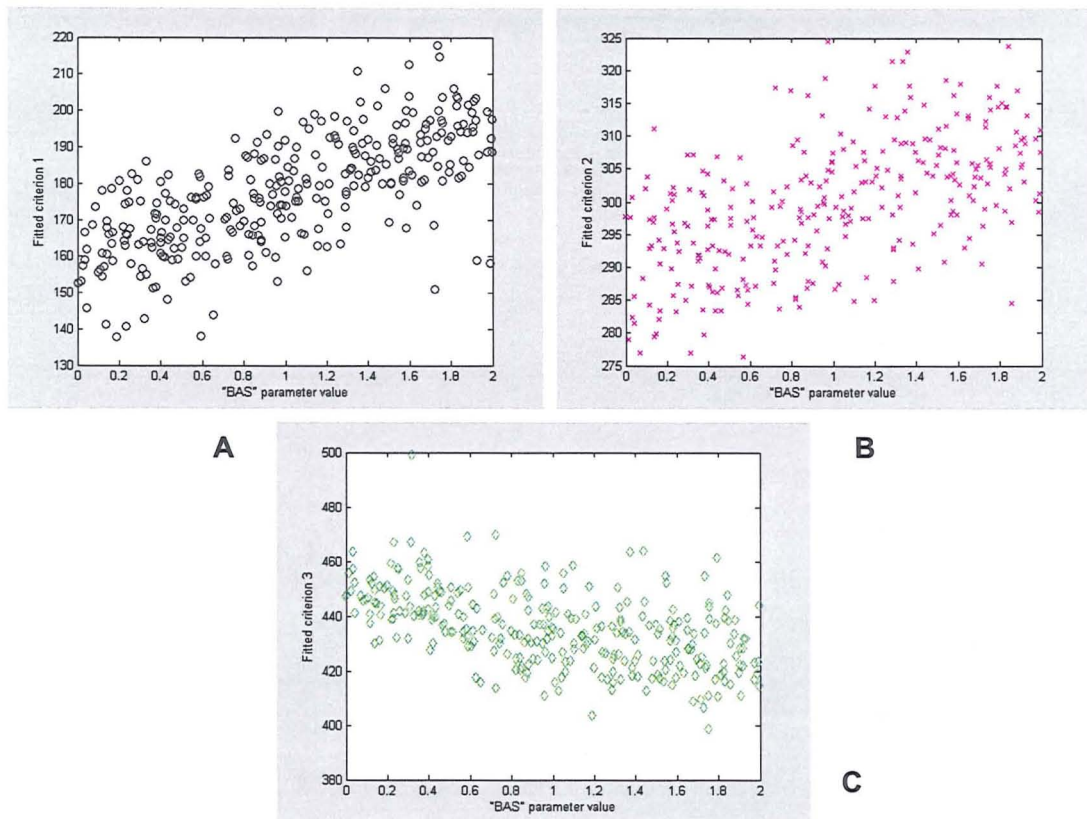 220
210
200
190
180
170
160
150
140
130
Fitted criterion 1
0 0.2 0.4 0.6 0.8 1 1.2 1.4 1.6 1.8 2
"BAS" parameter value
325
320
315
310
305
300
295
290
285
280
275
Fitted criterion 2
0 0.2 0.4 0.6 0.8 1 1.2 1.4 1.6 1.8 2
"BAS" parameter value
A
B
500
480
460
440
420
400
380
Fitted criterion 3
0 0.2 0.4 0.6 0.8 1 1.2 1.4 1.6 1.8 2
"BAS" parameter value
C